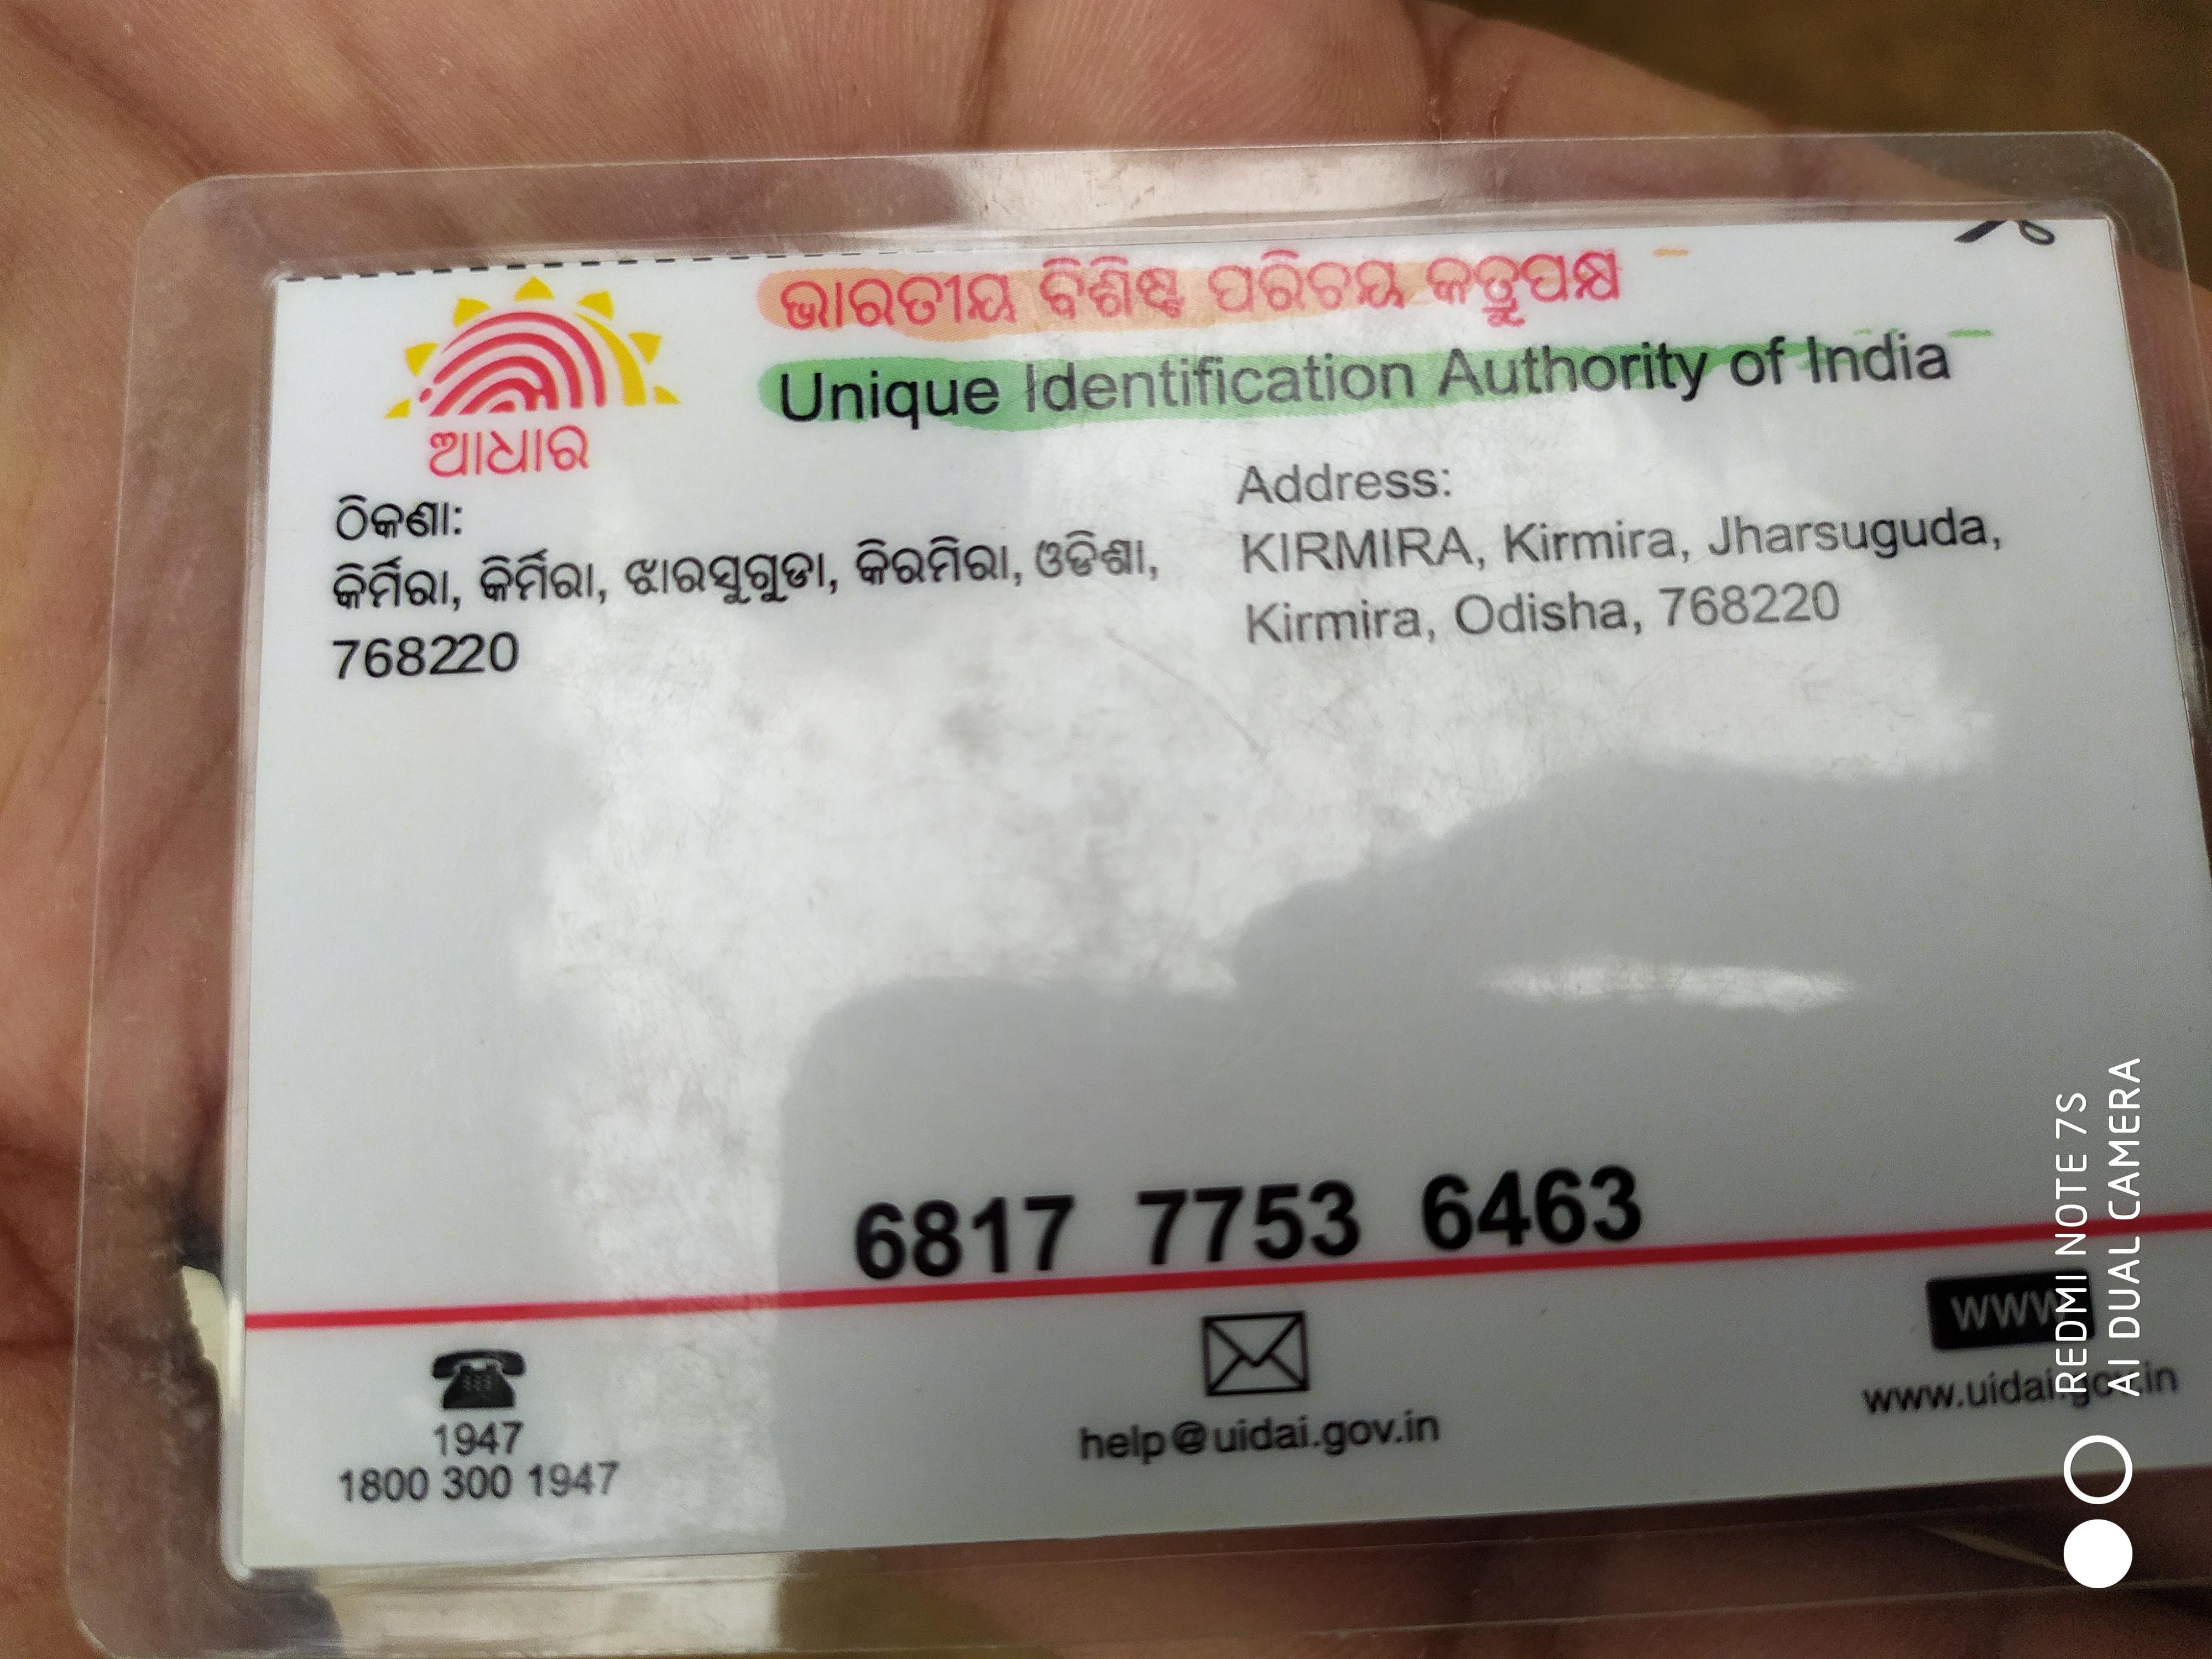 ଭାରତୀୟ ବିଶିଷ୍ଟ ପରିଚୟ କର୍ତ୍ତୃପକ୍ଷ
Unique Identification Authority of India
ଆଧାର
ଠିକଣା:
କିର୍ମିରା, କିର୍ମିରା, ଝାରସୁଗୁଡା, କିରମିରା, ଓଡିଶା,
768220
Address:
KIRMIRA, Kirmira, Jharsuguda,
Kirmira, Odisha, 768220
6817 7753 6463
1947
1800 300 1947
help@uidai.gov.in
WWW
www.uidai.gov.in
REDMI NOTE 7S
AI DUAL CAMERA